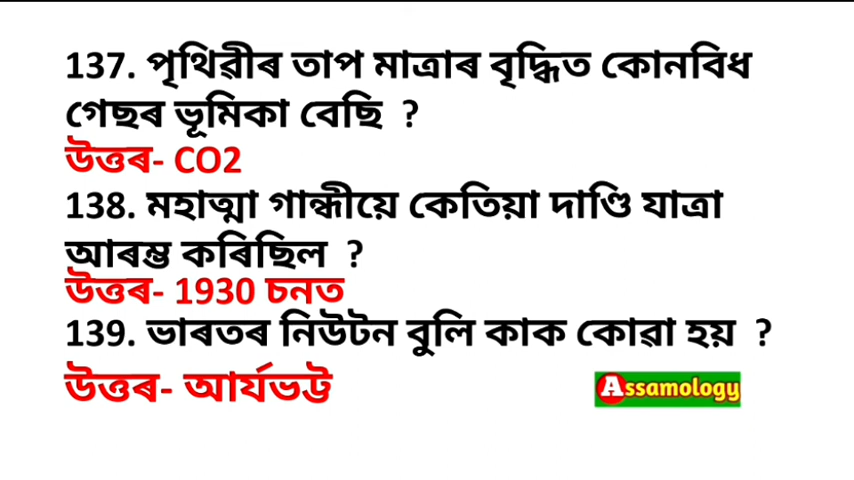 137. পৃথিৱীৰ তাপ মাত্ৰাৰ বৃদ্ধিত কোনবিধ
গেছৰ ভূমিকা বেছি ?
উত্তৰ- CO2
138. মহাত্মা গান্ধীয়ে কেতিয়া দাণ্ডি যাত্ৰা
আৰম্ভ কৰিছিল ?
উত্তৰ- 1930 চনত
139. ভাৰতৰ নিউটন বুলি কাক কোৱা হয় ?
উত্তৰ- আৰ্যভট্ট
Assamology